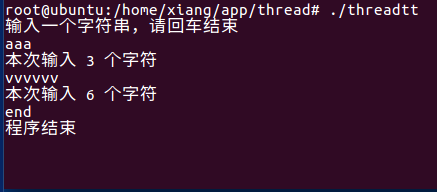 root@ubuntu:/home/xiang/app/thread# ./threadtt
输入一个字符串，请回车结束
aaa
本次输入 3 个字符
vvvvvv
本次输入 6 个字符
end
程序结束